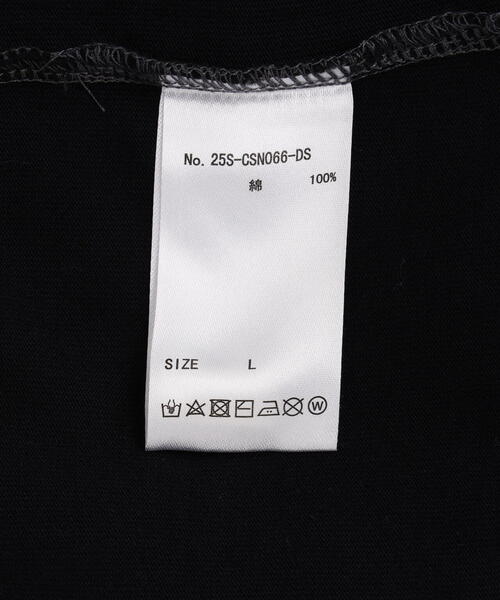 No. 25S-CSN066-DS
綿 100%
SIZE L
W